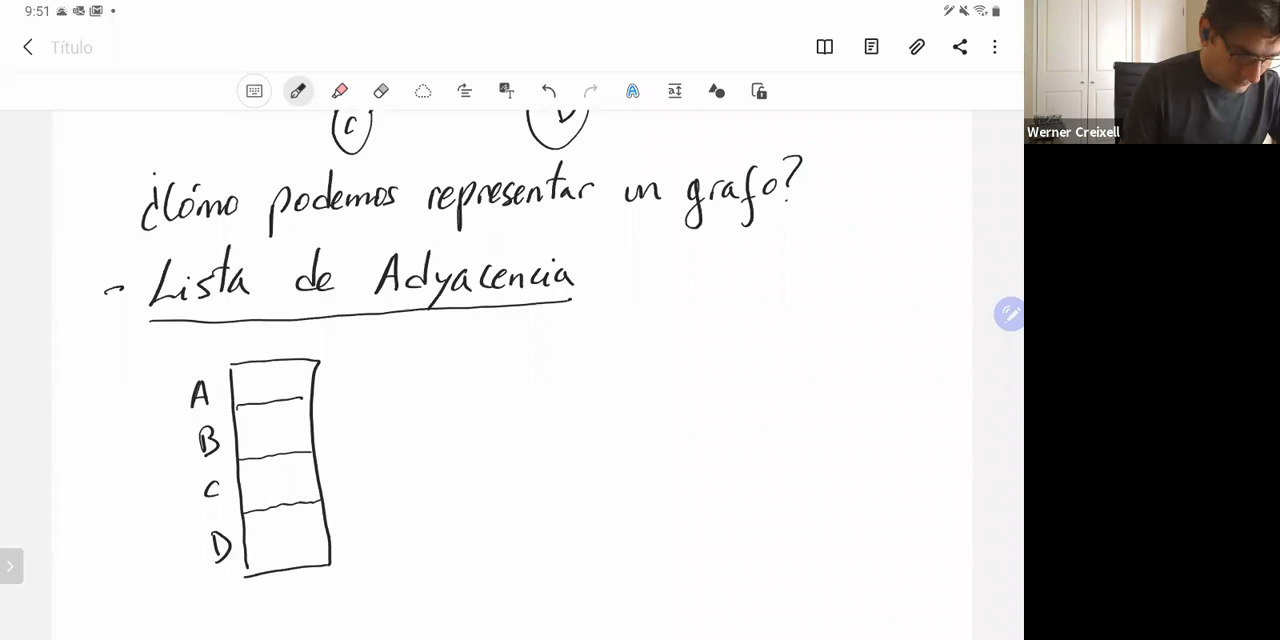 9:51
Título
C
¿Cómo podemos representar un grafo?
- Lista de Adyacencia
A
B
C
D
Werner Creixell